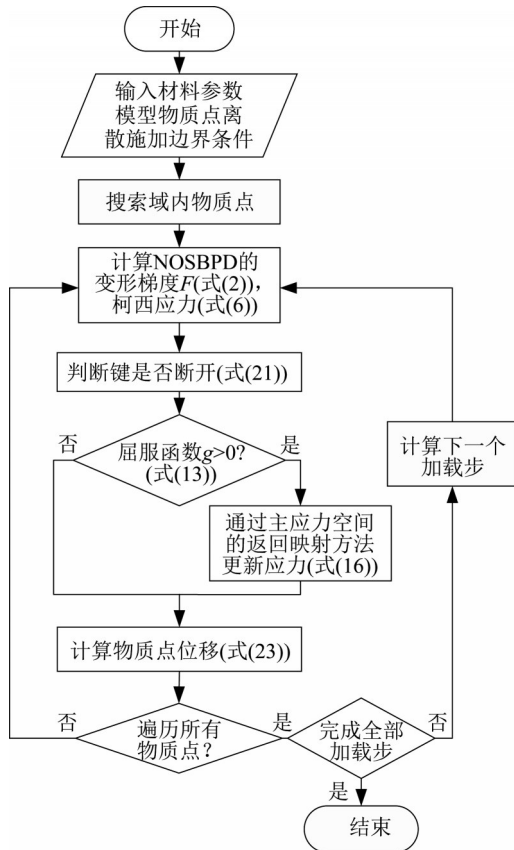 开始
输入材料参数
模型物质点离
散施加边界条件
搜索域内物质点
计算NOSBPD的
变形梯度F(式(2)),
柯西应力(式(6))
判断键是否断开(式(21))
否
屈服函数g>0?
(式(13))
是
通过主应力空间
的返回映射方法
更新应力(式(16))
计算下一个
加载步
计算物质点位移(式(23))
否
遍历所有
物质点?
是
完成全部
加载步
否
是
结束